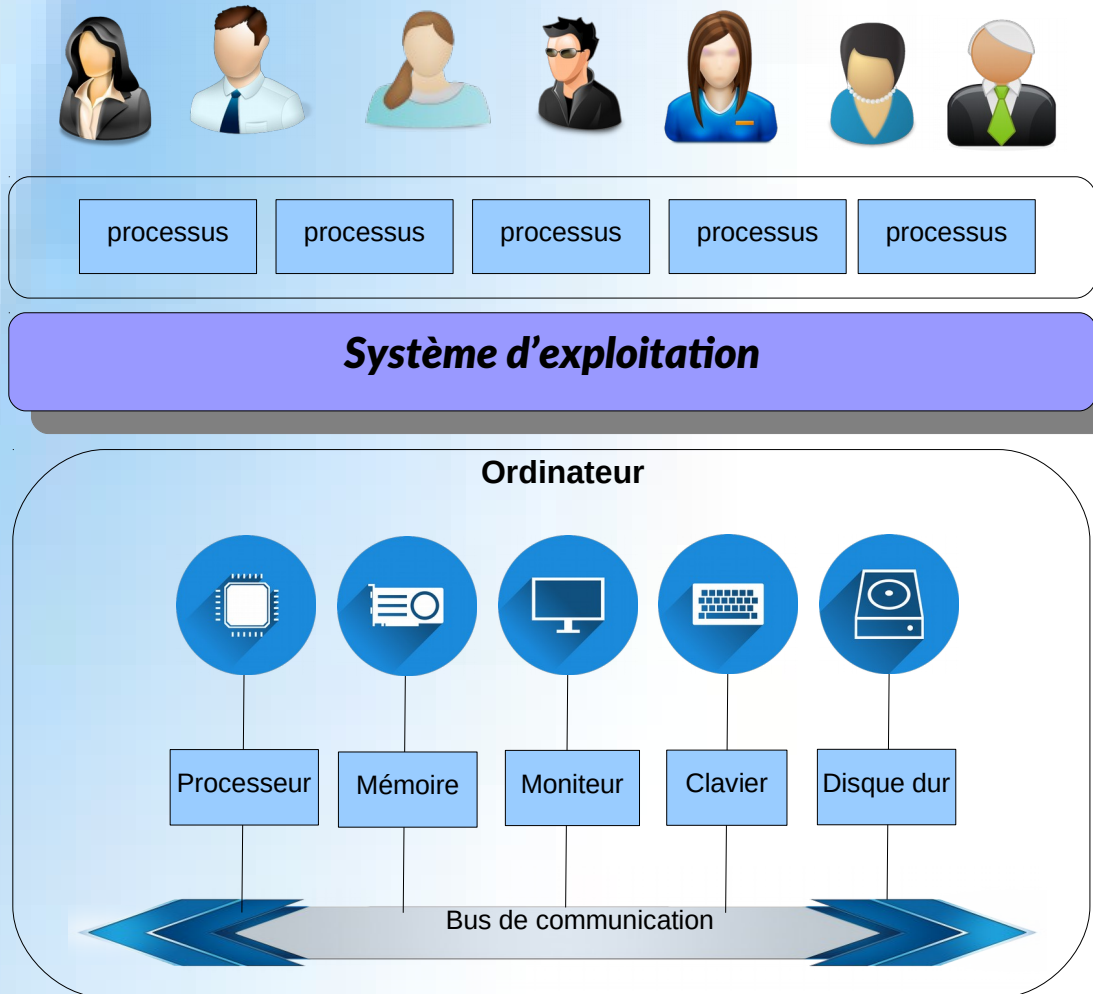 processus processus processus processus processus
Système d’exploitation
Ordinateur
Processeur Mémoire Moniteur Clavier Disque dur
Bus de communication